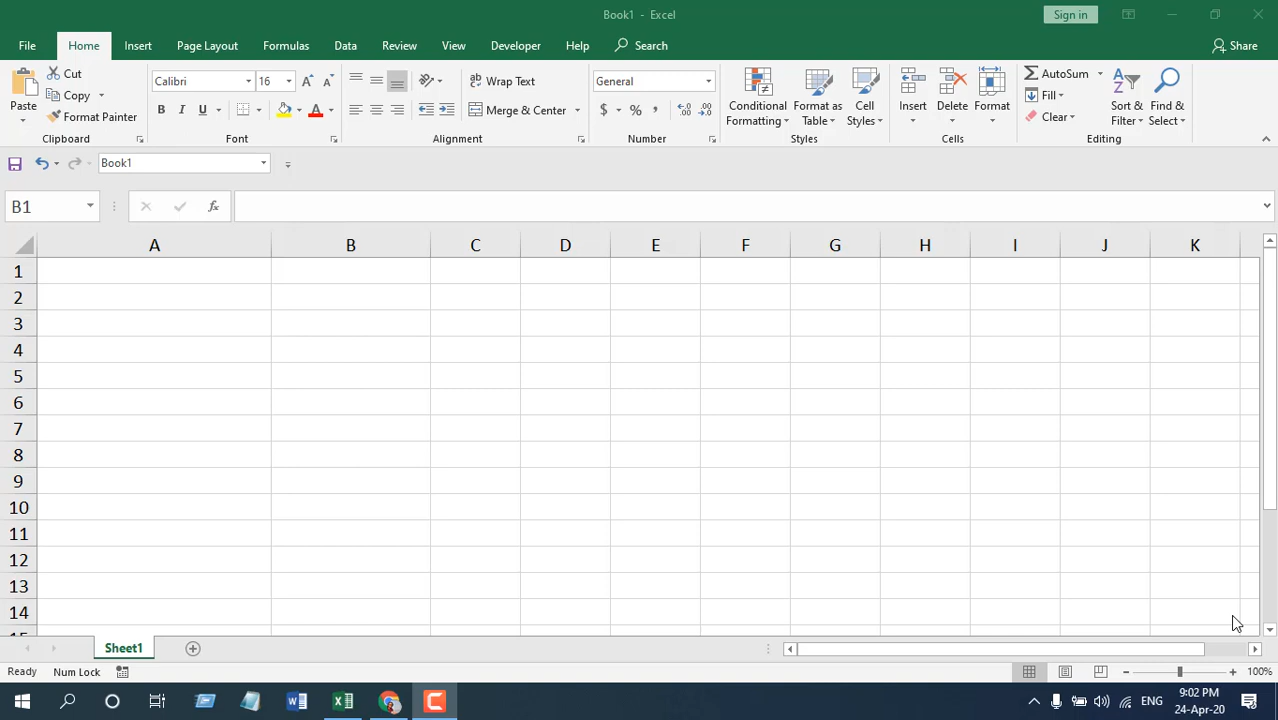 Book1 - Excel
Sign in
File Home Insert Page Layout Formulas Data Review View Developer Help Search Share
Paste
Cut
Copy
Format Painter
Clipboard
Calibri 16
B I U A
Font
ab Wrap Text
Merge & Center
Alignment
General
$ % ,
Number
Conditional Formatting
Format as Table
Cell Styles
Styles
Insert
Delete
Format
Cells
AutoSum
Fill
Clear
Sort & Filter
Find & Select
Editing
Book1
B1
fx
A B C D E F G H I J K
1
2
3
4
5
6
7
8
9
10
11
12
13
14
Sheet1
Ready Num Lock 100%
ENG
9:02 PM
24-Apr-20